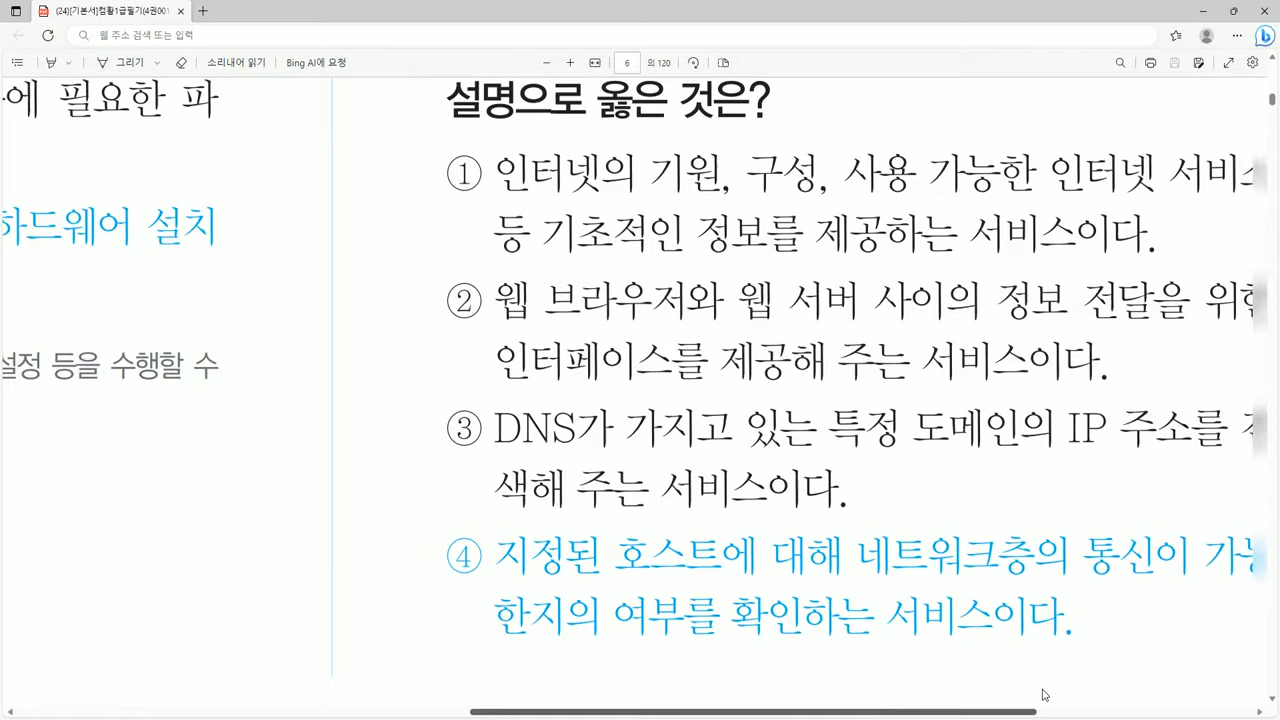 (24)[기본서]컴활1급필기(4권001
웹 주소 검색 또는 입력
그리기
소리내어 읽기
Bing AI에 요청
6
의 120
에 필요한 파
하드웨어 설치
설정 등을 수행할 수
설명으로 옳은 것은?
① 인터넷의 기원, 구성, 사용 가능한 인터넷 서비스
등 기초적인 정보를 제공하는 서비스이다.
② 웹 브라우저와 웹 서버 사이의 정보 전달을 위한
인터페이스를 제공해 주는 서비스이다.
③ DNS가 가지고 있는 특정 도메인의 IP 주소를
색해 주는 서비스이다.
④ 지정된 호스트에 대해 네트워크층의 통신이 가능
한지의 여부를 확인하는 서비스이다.